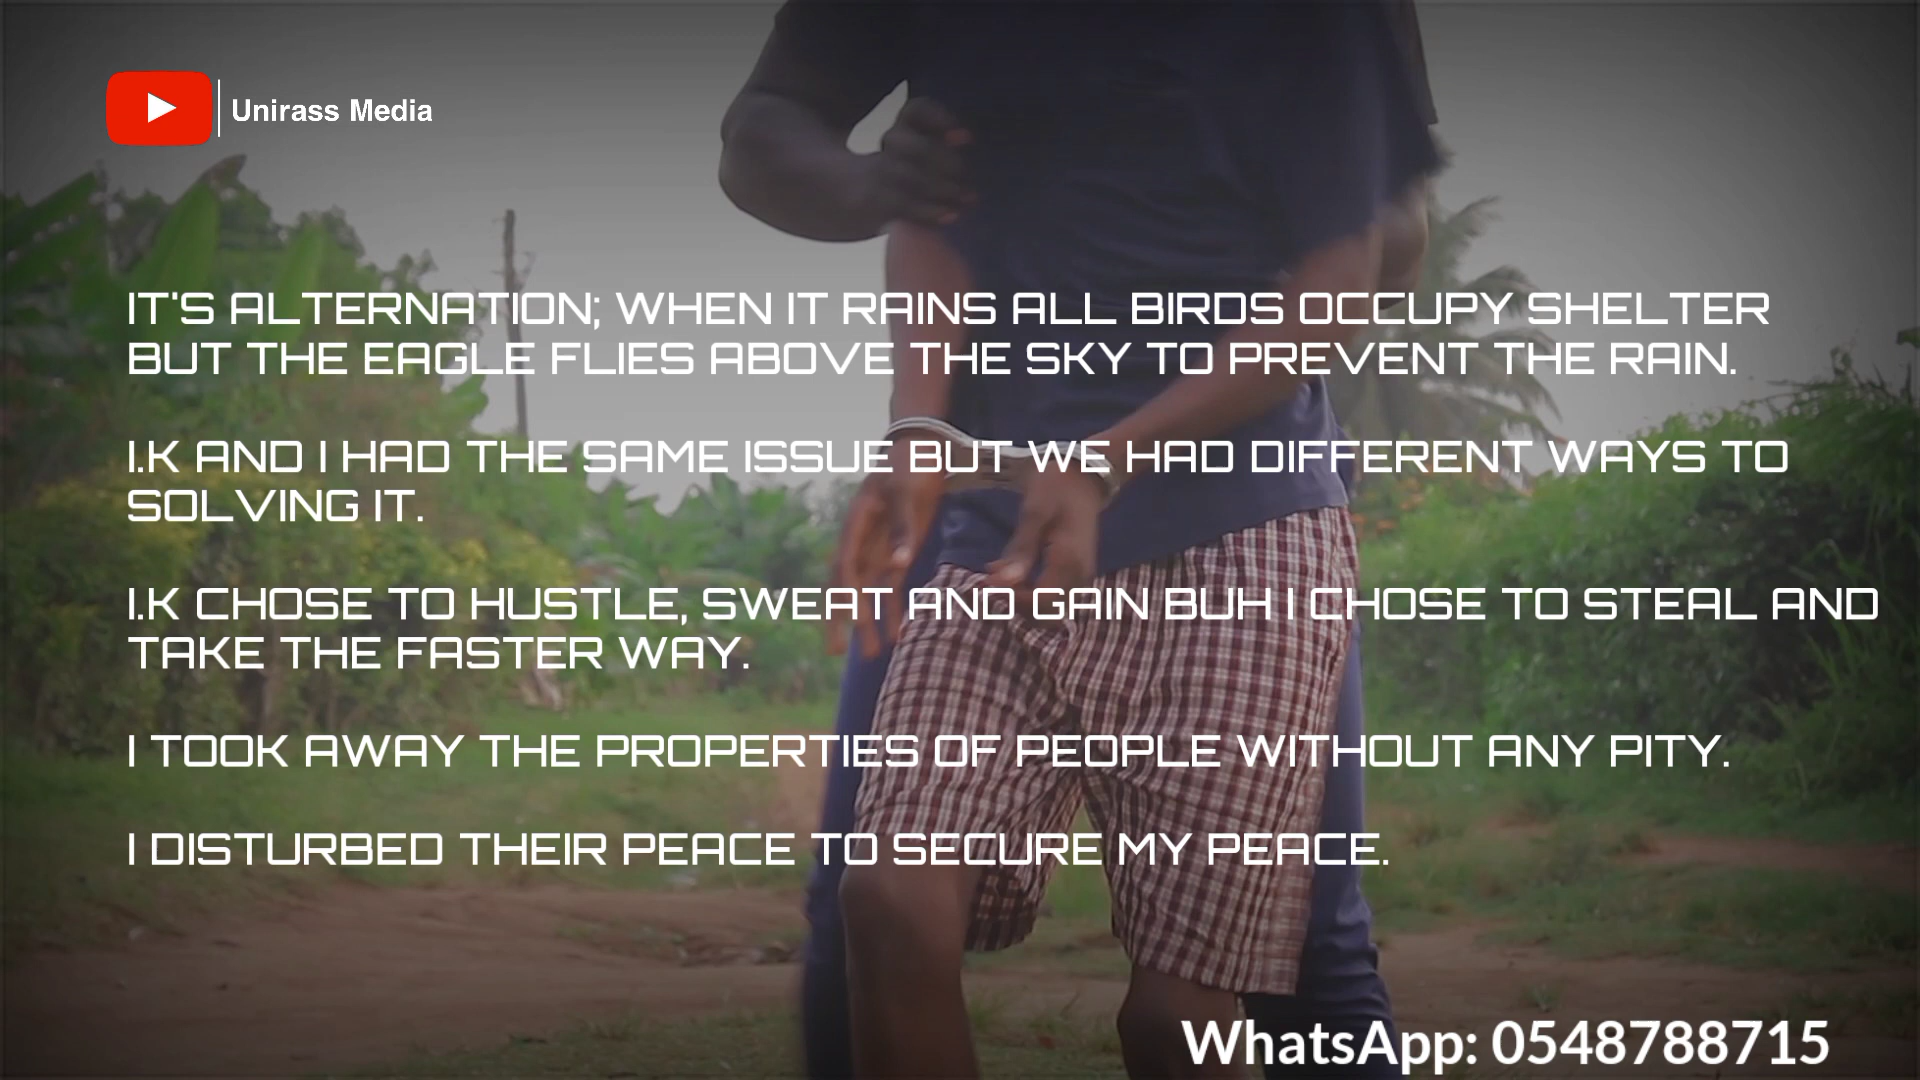 Unirass Media
IT'S ALTERNATION; WHEN IT RAINS ALL BIRDS OCCUPY SHELTER
BUT THE EAGLE FLIES ABOVE THE SKY TO PREVENT THE RAIN.
I.K AND I HAD THE SAME ISSUE BUT WE HAD DIFFERENT WAYS TO
SOLVING IT.
I.K CHOSE TO HUSTLE, SWEAT AND GAIN BUH I CHOSE TO STEAL AND
TAKE THE FASTER WAY.
I TOOK AWAY THE PROPERTIES OF PEOPLE WITHOUT ANY PITY.
I DISTURBED THEIR PEACE TO SECURE MY PEACE.
WhatsApp: 0548788715